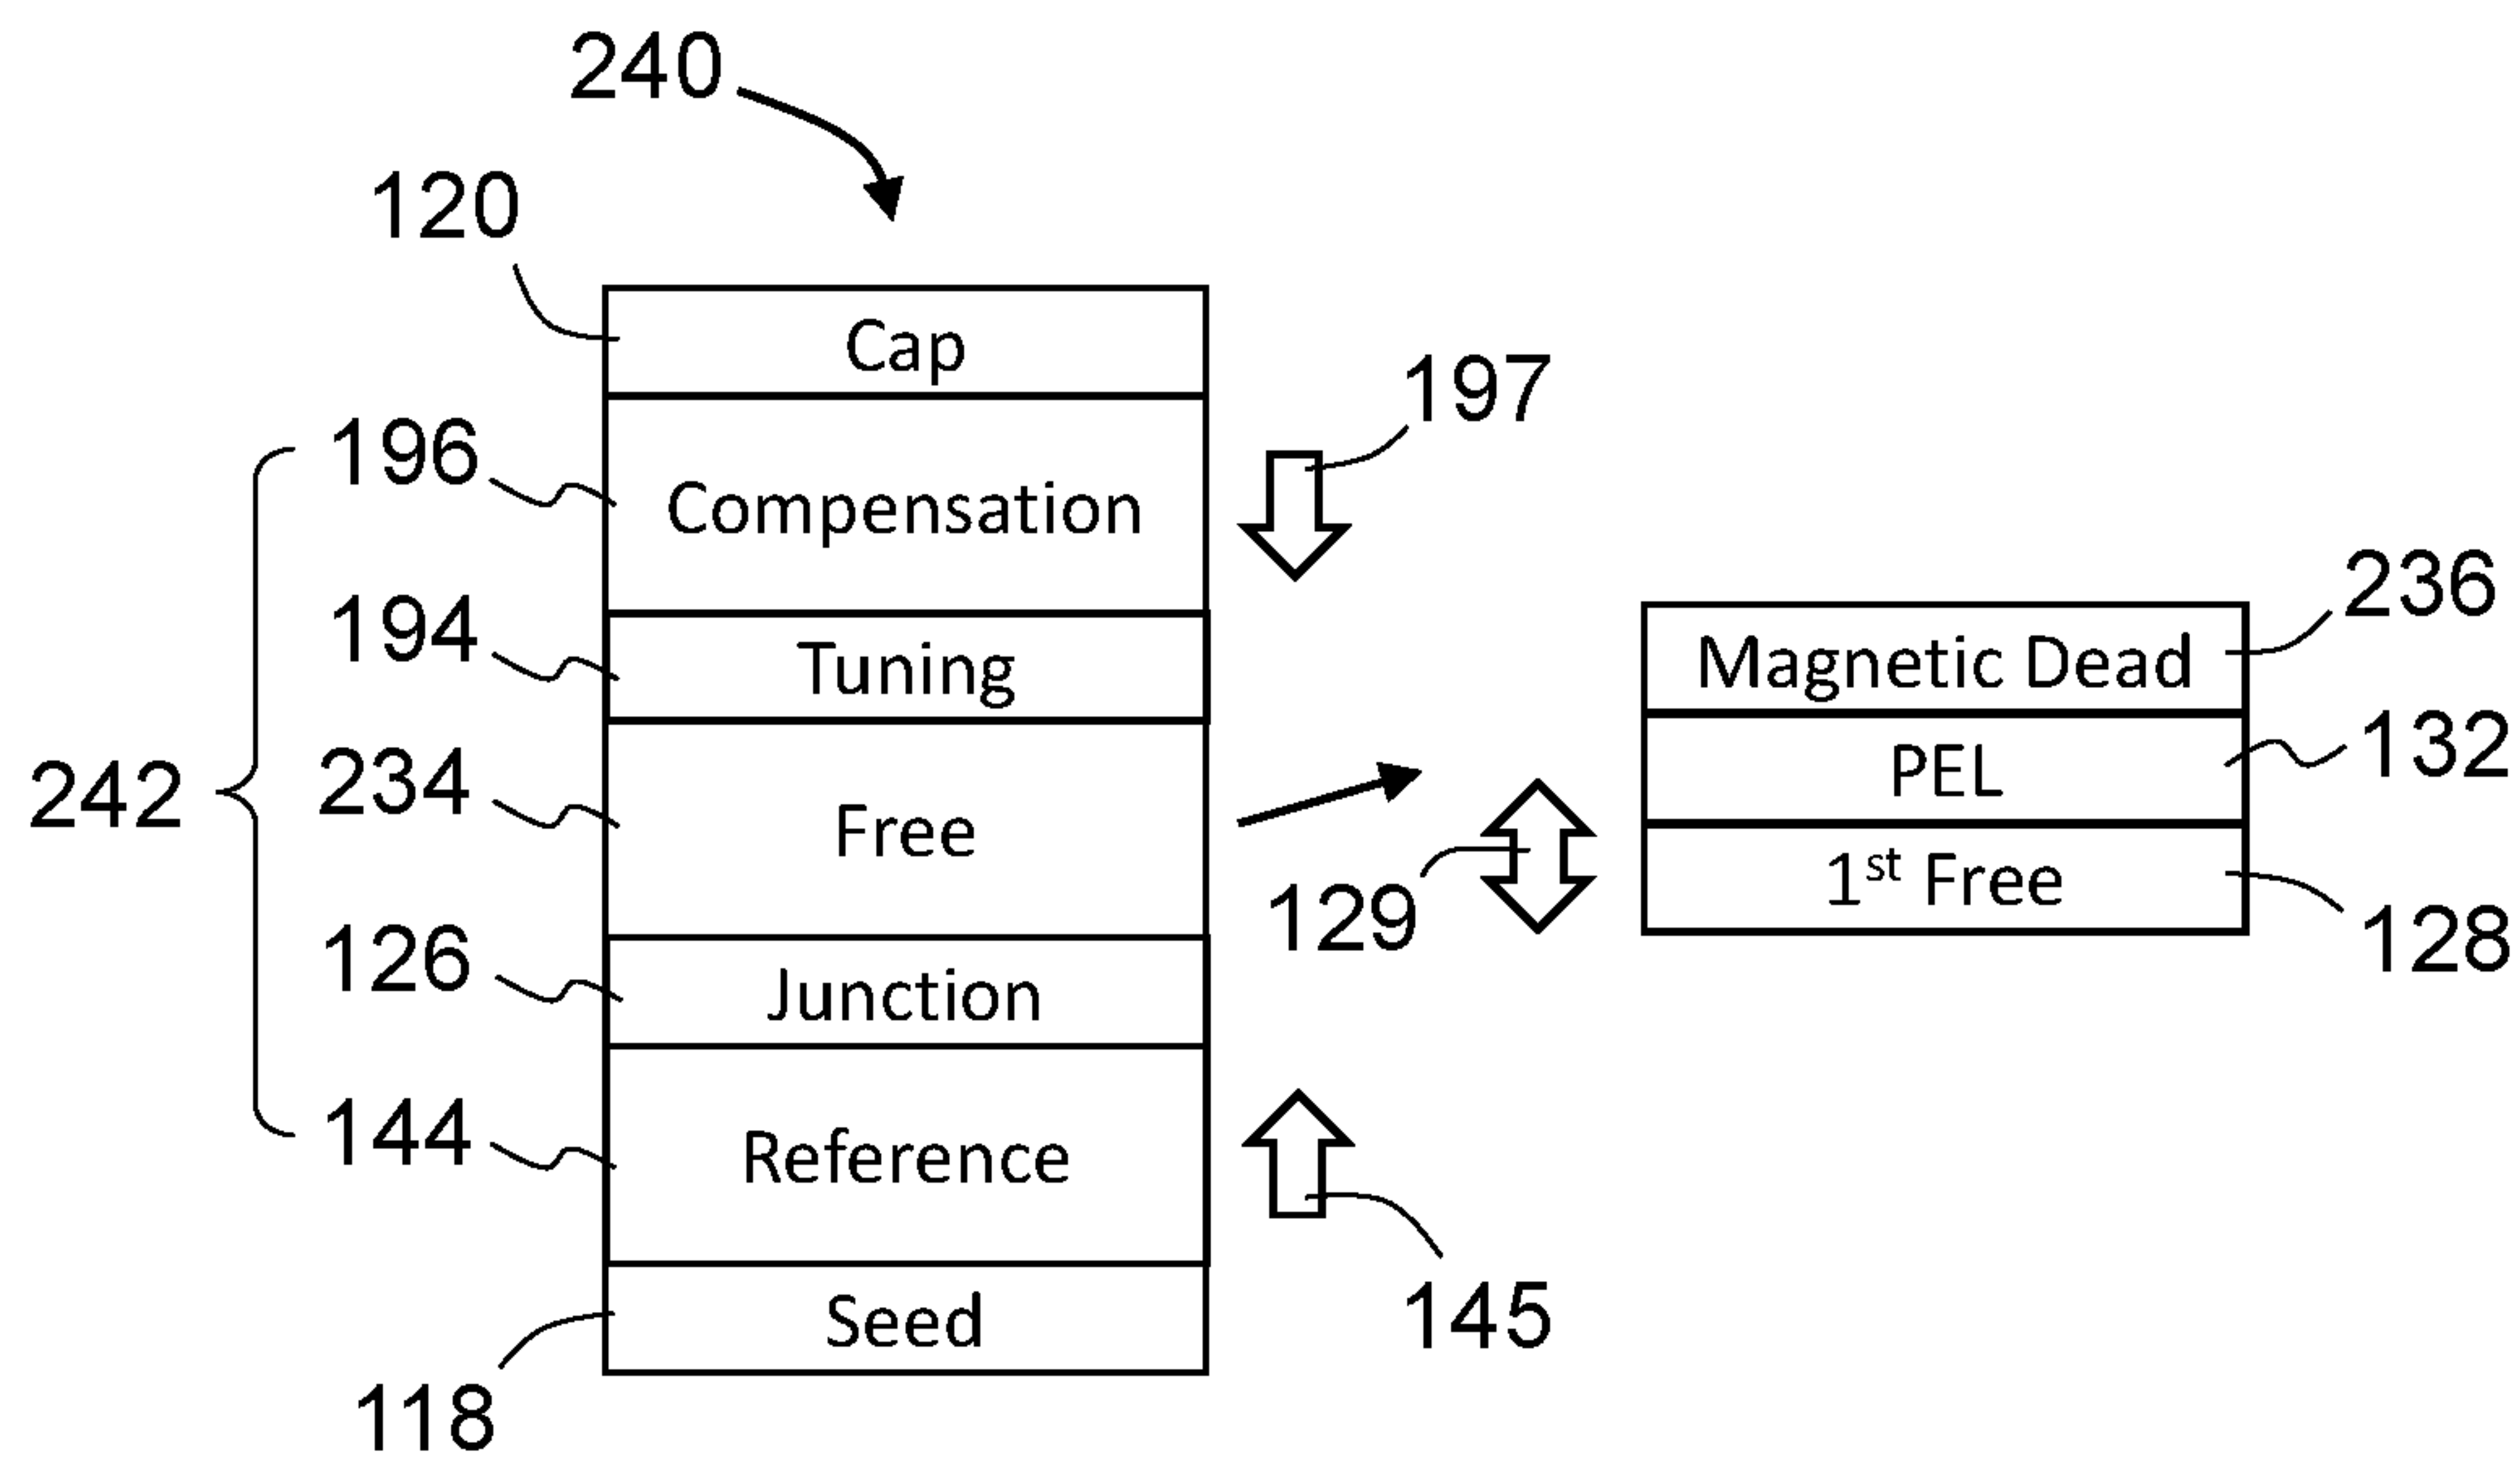 240
120
Cap
197
196
Compensation
236
194
Tuning
Magnetic Dead
132
234
PEL
242
Free
1st Free
129
128
126
Junction
144
Reference
145
Seed
118